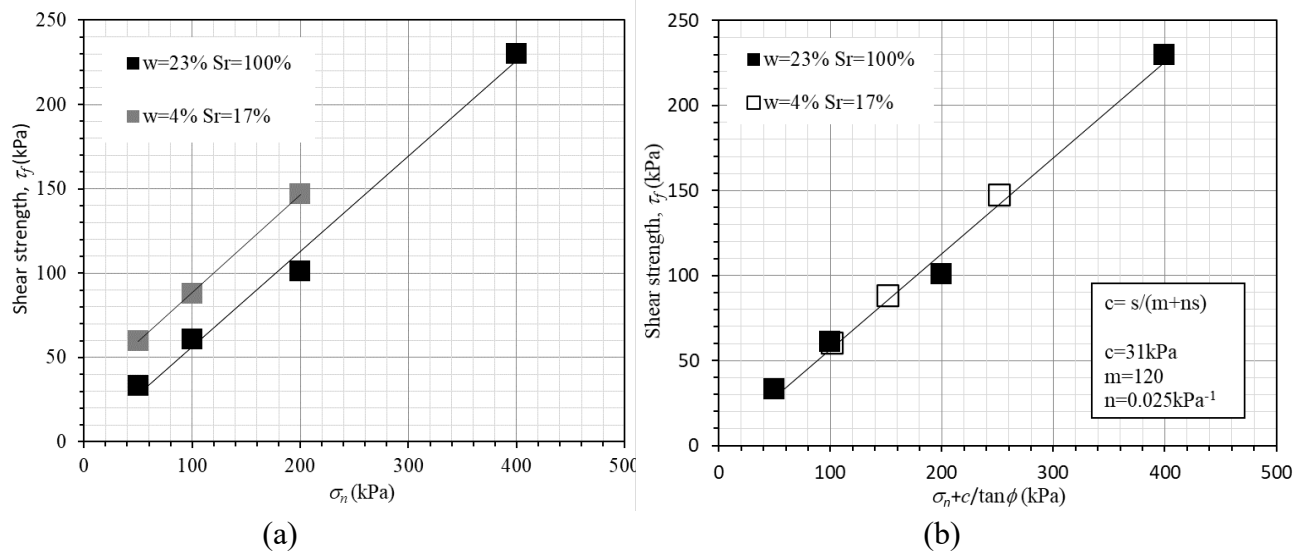 250
200
150
100
50
0
Shear strength, τf (kPa)
w=23% Sr=100%
w=4% Sr=17%
0 100 200 300 400 500
σn (kPa)
(a)
250
200
150
100
50
0
Shear strength, τf (kPa)
w=23% Sr=100%
w=4% Sr=17%
c= s/(m+ns)
c=31kPa
m=120
n=0.025kPa-1
0 100 200 300 400 500
σn+c/tanϕ (kPa)
(b)